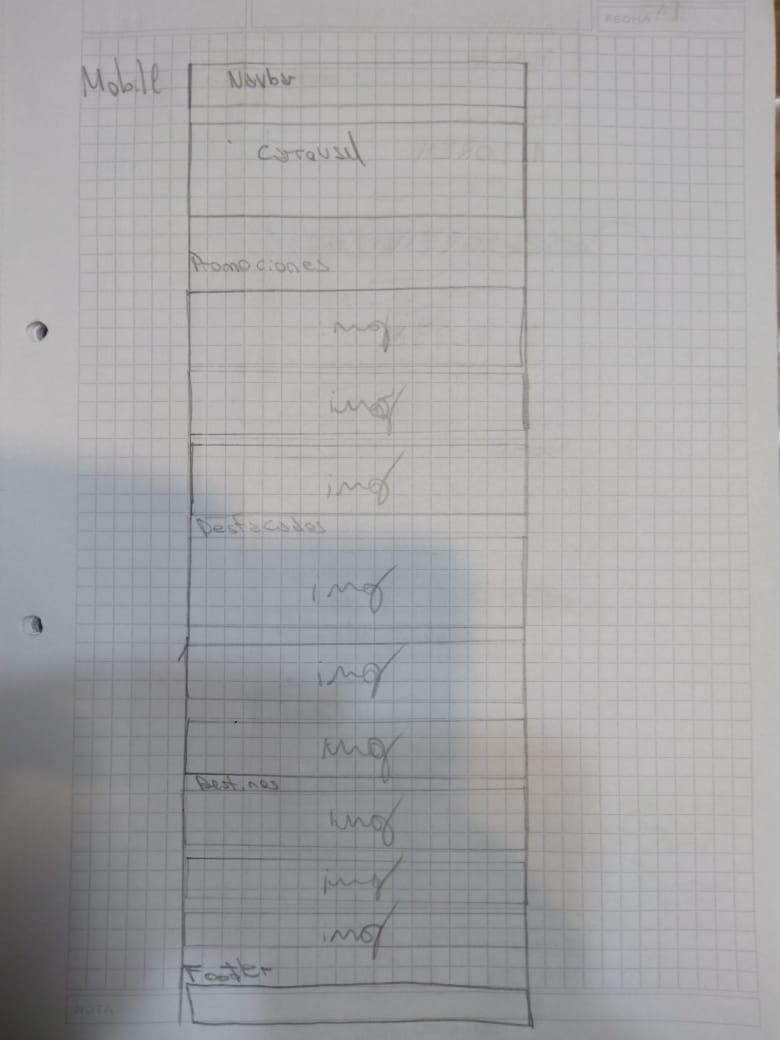 FECHA
Mobile
Navbar
Carousel
Promociones
img
img
img
Destacados
img
img
img
Destinos
img
img
img
Footer
NOTA